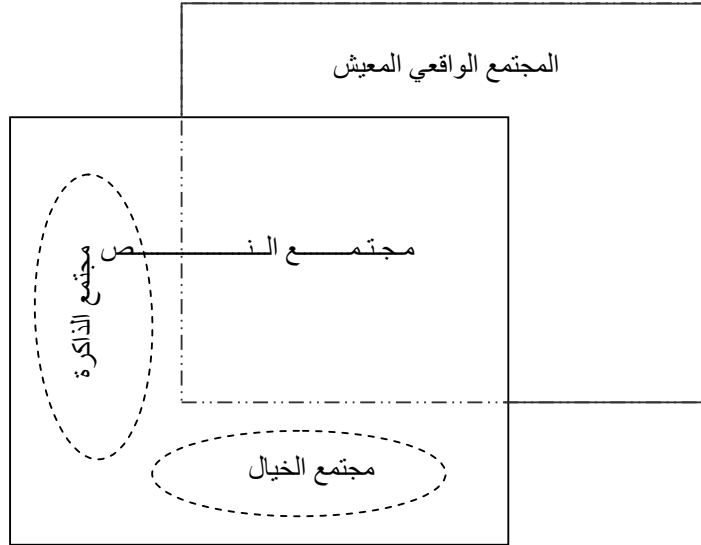 المجتمع الواقعي المعيش
مجتمع النص
مجتمع الذاكرة
مجتمع الخيال